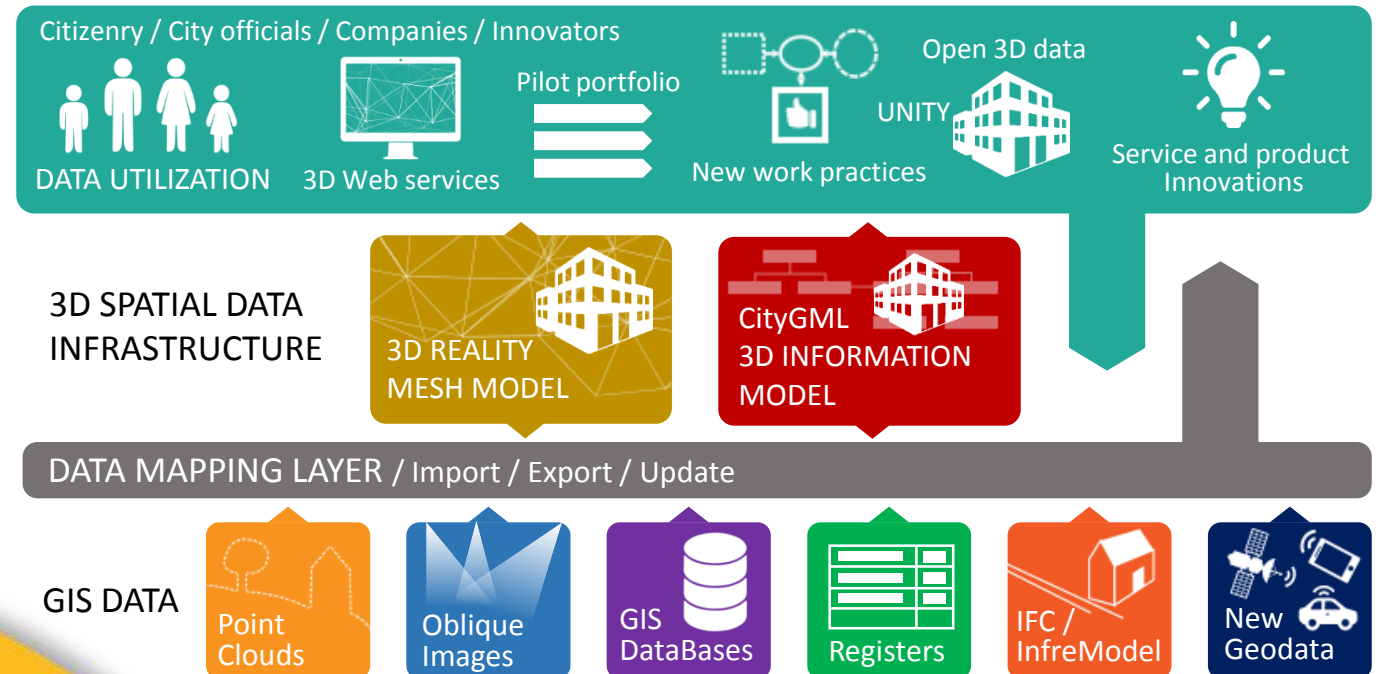 Citizenry / City officials / Companies / Innovators
DATA UTILIZATION
3D Web services
Pilot portfolio
New work practices
Open 3D data
UNITY
Service and product
Innovations
3D SPATIAL DATA
INFRASTRUCTURE
3D REALITY
MESH MODEL
CityGML
3D INFORMATION
MODEL
DATA MAPPING LAYER / Import / Export / Update
GIS DATA
Point
Clouds
Oblique
Images
GIS
DataBases
Registers
IFC /
InfreModel
New
Geodata